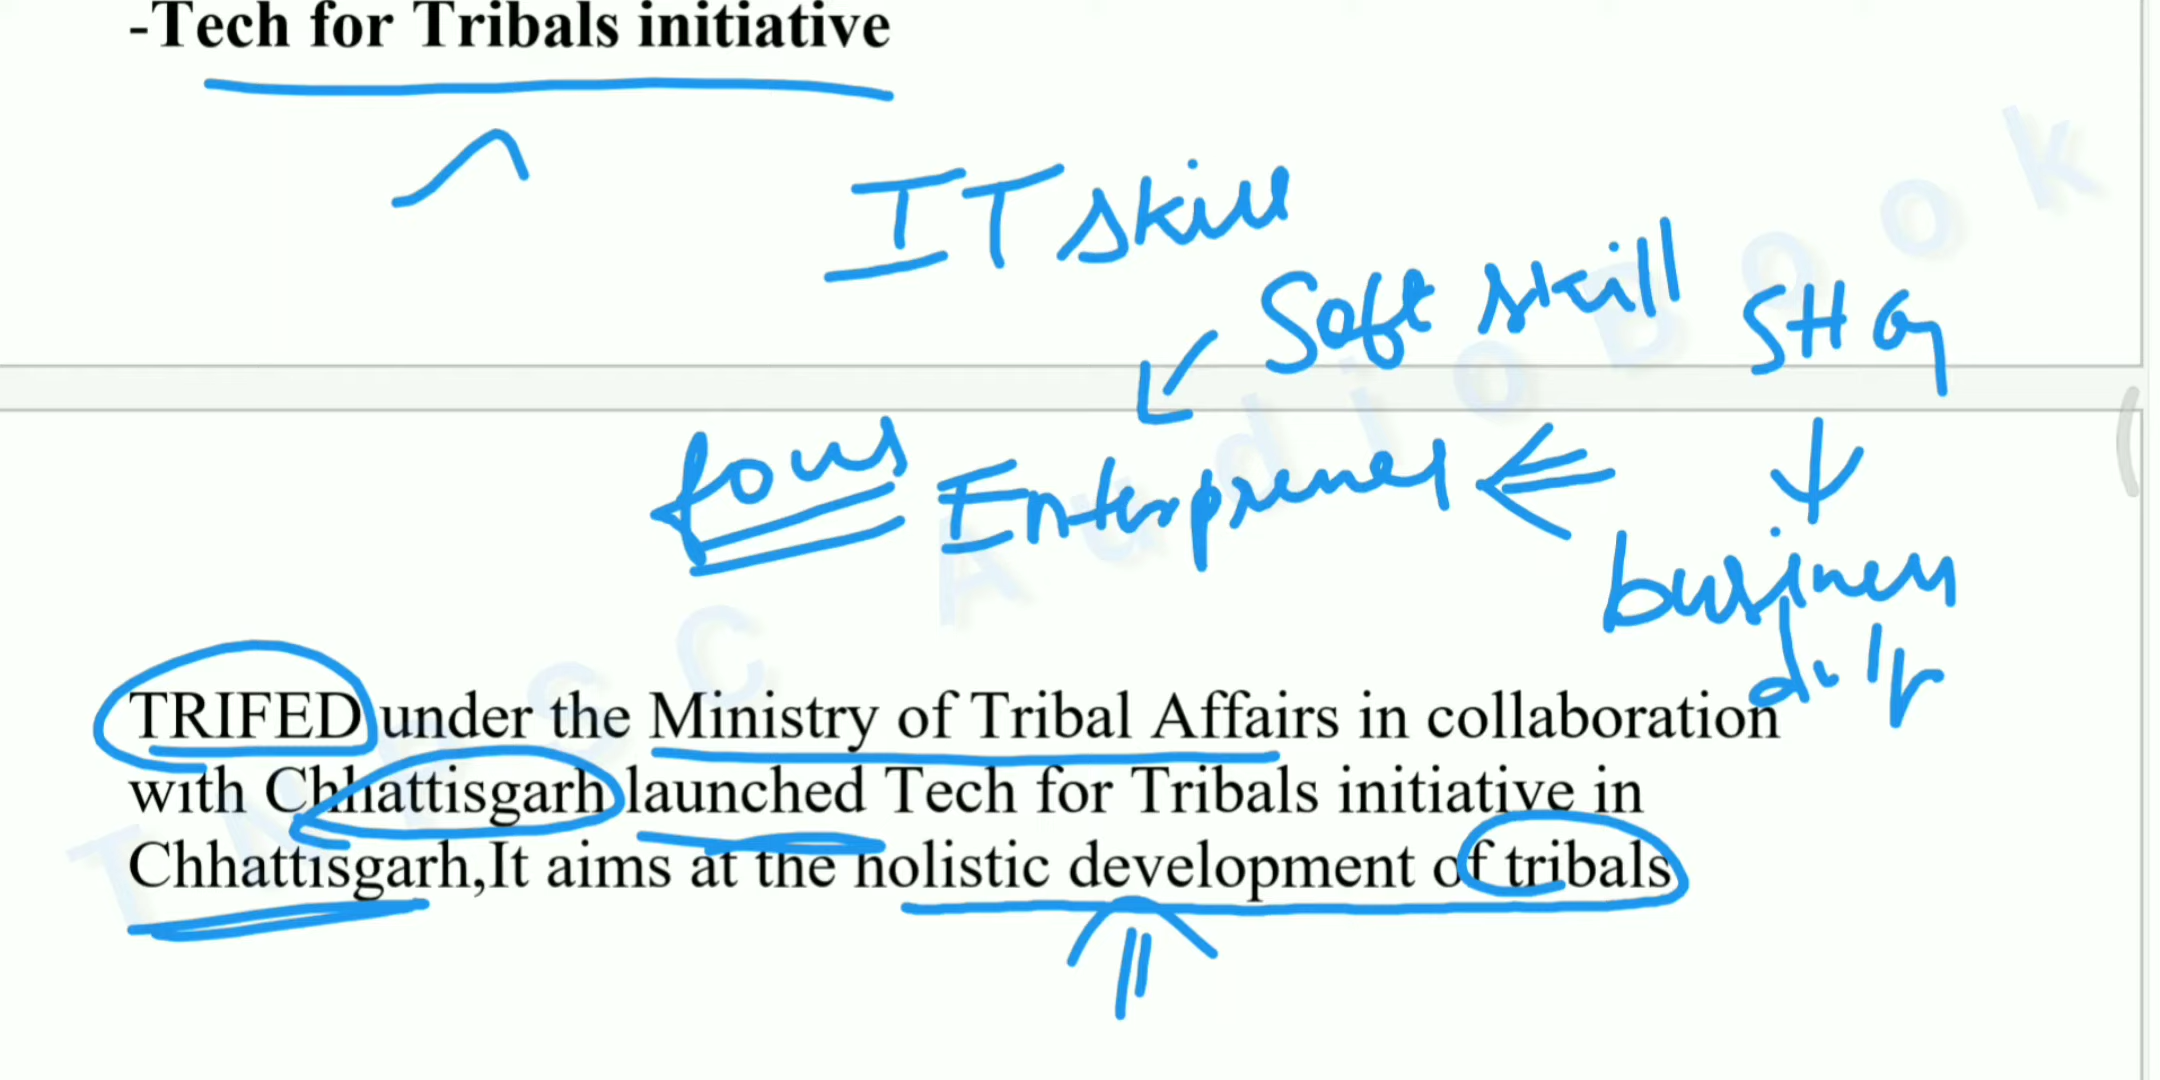 -Tech for Tribals initiative
IT skill
Soft skill
SHG
focus Enterprener
business
TRIFED under the Ministry of Tribal Affairs in collaboration
with Chhattisgarh launched Tech for Tribals initiative in
Chhattisgarh,It aims at the holistic development of tribals